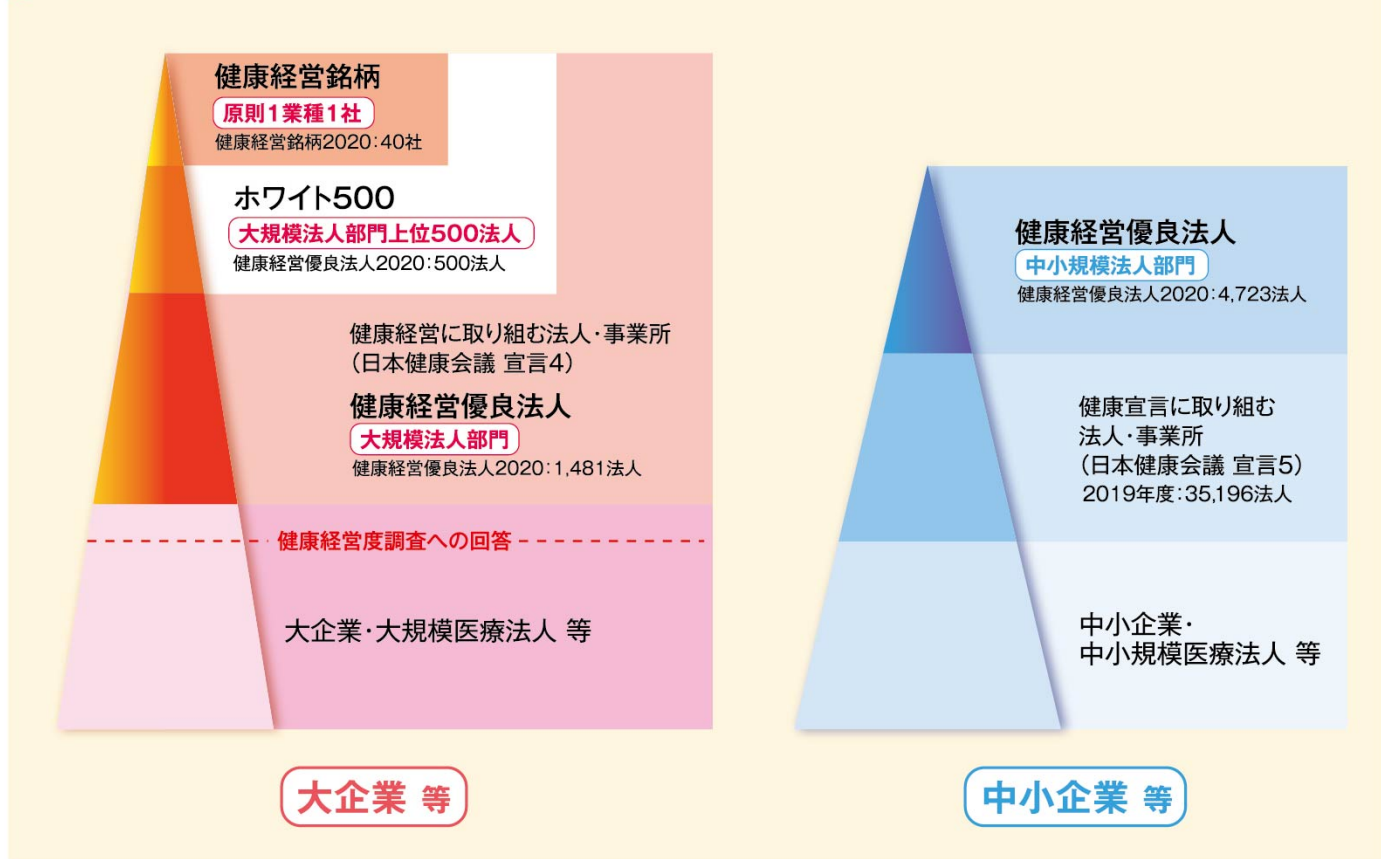 健康経営銘柄
原則1業種1社
健康経営銘柄2020：40社
ホワイト500
大規模法人部門上位500法人
健康経営優良法人2020：500法人
健康経営に取り組む法人・事業所
（日本健康会議 宣言4）
健康経営優良法人
大規模法人部門
健康経営優良法人2020：1,481法人
健康経営度調査への回答
大企業・大規模医療法人 等
大企業 等
健康経営優良法人
中小規模法人部門
健康経営優良法人2020：4,723法人
健康宣言に取り組む
法人・事業所
（日本健康会議 宣言5）
2019年度：35,196法人
中小企業・
中小規模医療法人 等
中小企業 等